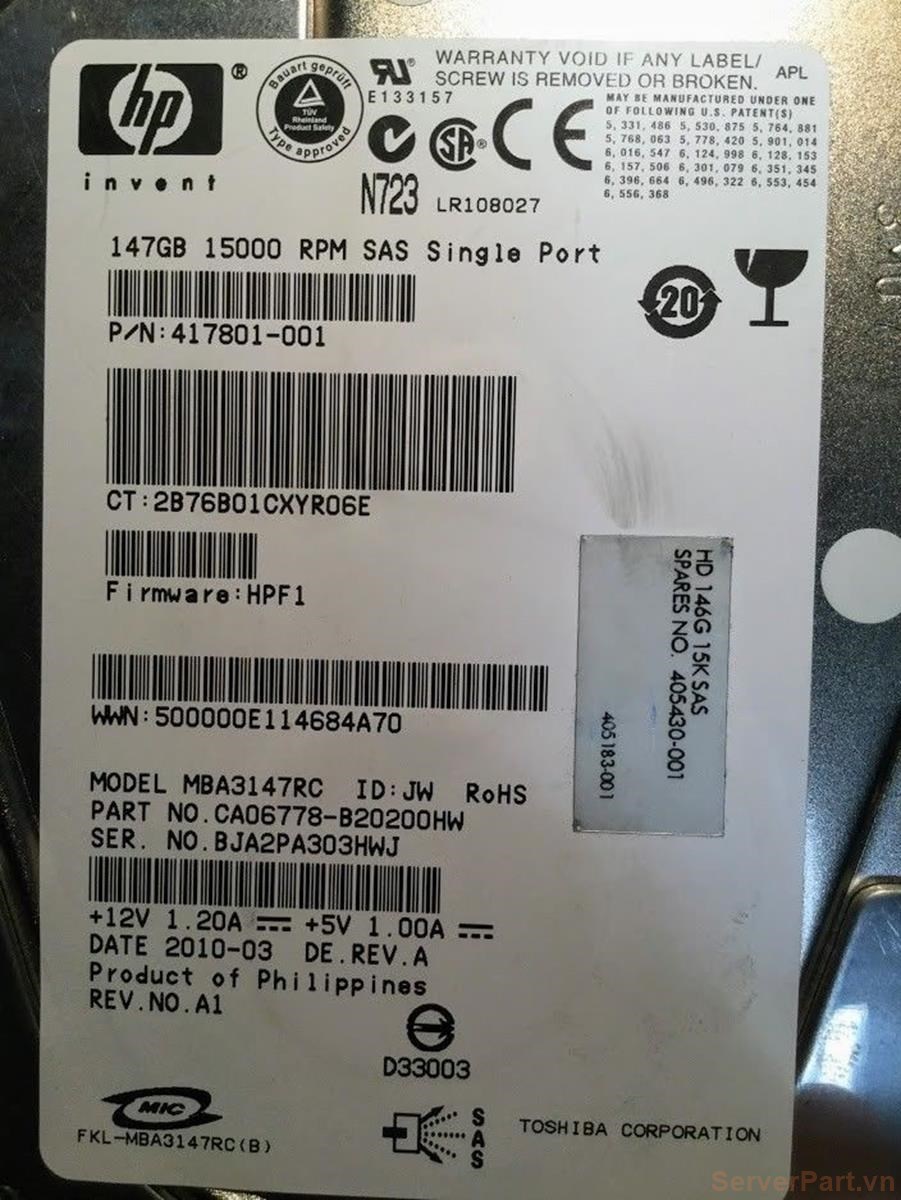 hp®
invent
Bauart geprüft
TÜV
Rheinland
Product Safety
Type approved
RU®
E133157
WARRANTY VOID IF ANY LABEL/
SCREW IS REMOVED OR BROKEN.
APL
SA®
CE
N723
LR108027
MAY BE MANUFACTURED UNDER ONE
OF FOLLOWING U.S. PATENT(S)
5, 331, 486 5, 530, 875 5, 764, 881
5, 768, 063 5, 778, 420 5, 901, 014
6, 016, 547 6, 124, 998 6, 128, 153
6, 157, 506 6, 301, 079 6, 351, 345
6, 396, 664 6, 496, 322 6, 553, 454
6, 556, 368
147GB 15000 RPM SAS Single Port
20
P/N:417801-001
CT:2B76B01CXYR06E
Firmware:HPF1
HD 146G 15K SAS
SPARES NO. 405430-001
405183-001
WWN:500000E114684A70
MODEL MBA3147RC ID:JW RoHS
PART NO.CA06778-B20200HW
SER. NO.BJA2PA303HWJ
+12V 1.20A +5V 1.00A
DATE 2010-03 DE.REV.A
Product of Philippines
REV.NO.A1
D33003
MIC
FKL-MBA3147RC(B)
SAS
TOSHIBA CORPORATION
ServerPart.vn